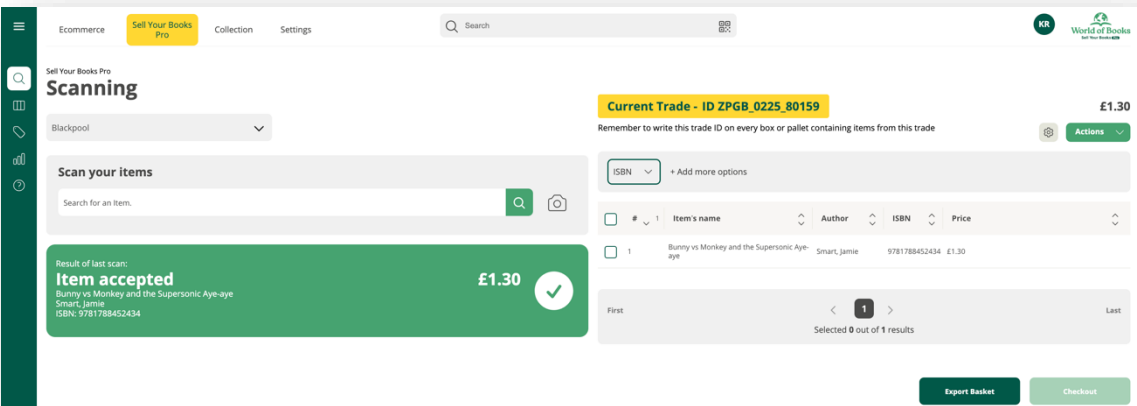 Ecommerce
Sell Your Books
Pro
Collection
Settings
Search
KR
World of Books
Sell Your Books Pro
Sell Your Books Pro
Scanning
Blackpool
Scan your items
Search for an Item.
Result of last scan:
Item accepted
£1.30
Bunny vs Monkey and the Supersonic Aye-aye
Smart, Jamie
ISBN: 9781788452434
Current Trade - ID ZPGB_0225_80159
£1.30
Remember to write this trade ID on every box or pallet containing items from this trade
Actions
ISBN
+ Add more options
# 1 Item's name Author ISBN Price
1 Bunny vs Monkey and the Supersonic Aye-
aye Smart, Jamie 9781788452434 £1.30
First
1
Last
Selected 0 out of 1 results
Export Basket
Checkout